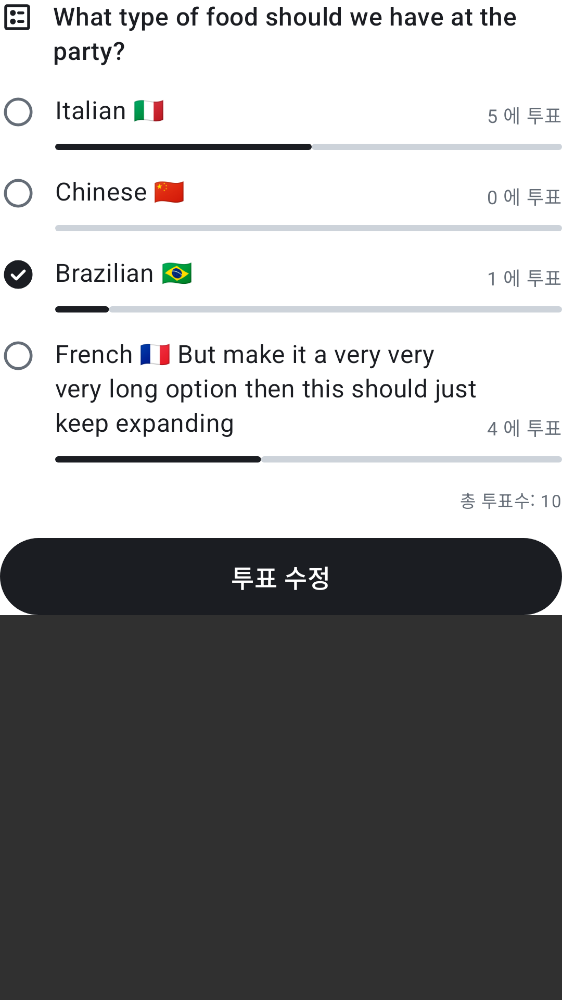 What type of food should we have at the
party?
Italian 🇮🇹
5 에 투표
Chinese 🇨🇳
0 에 투표
Brazilian 🇧🇷
1 에 투표
French 🇫🇷 But make it a very very
very long option then this should just
keep expanding
4 에 투표
총 투표수: 10
투표 수정